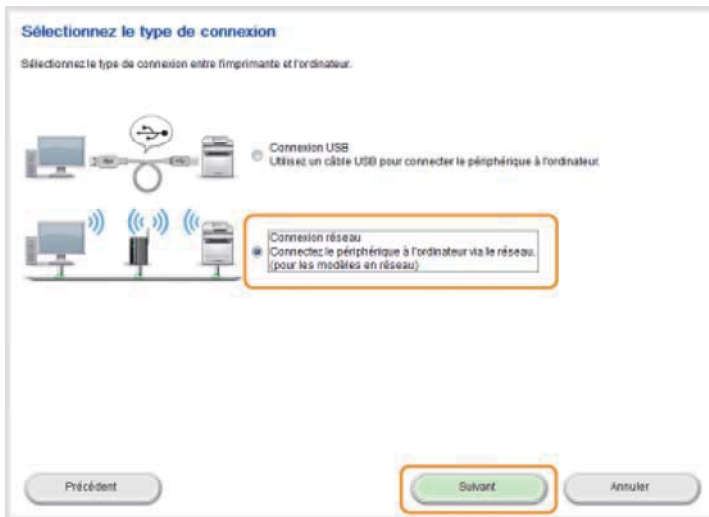 Sélectionnez le type de connexion
Sélectionnez le type de connexion entre l'imprimante et l'ordinateur.
Connexion USB
Utilisez un câble USB pour connecter le périphérique à l'ordinateur.
Connexion réseau
Connectez le périphérique à l'ordinateur via le réseau.
(pour les modèles en réseau)
Précédent
Suivant
Annuler